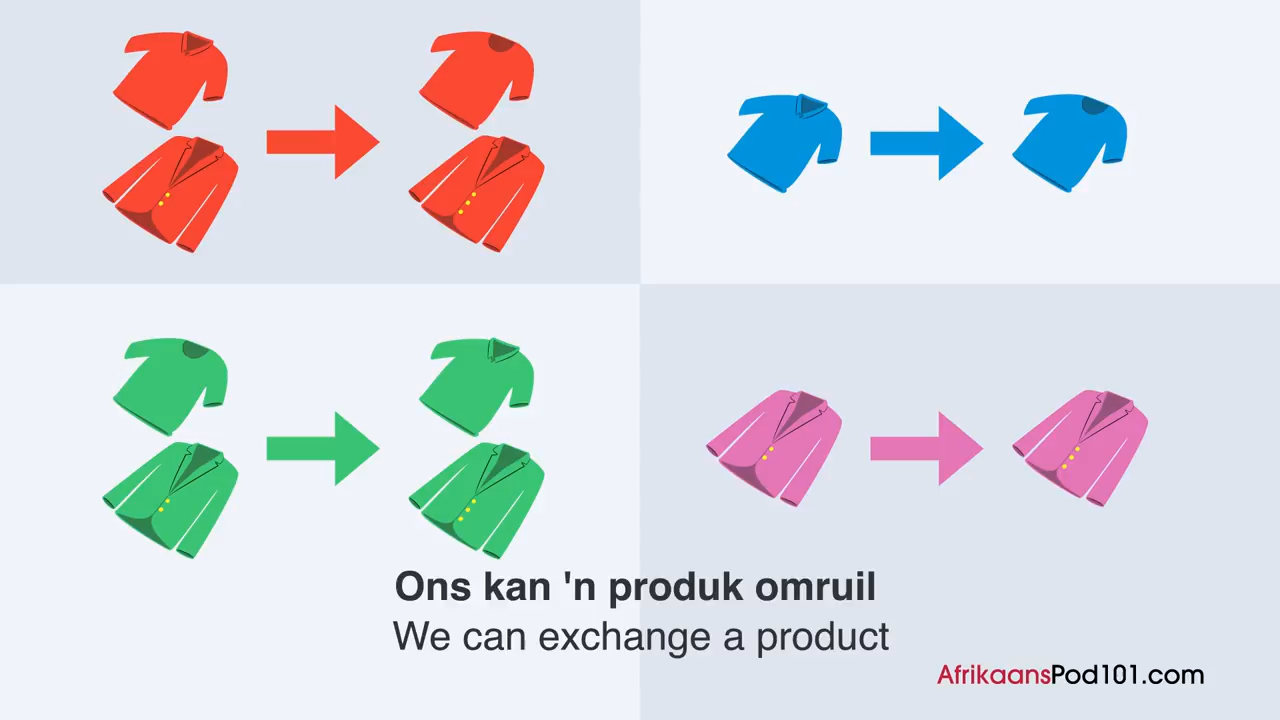 Ons kan 'n produk omruil
We can exchange a product
AfrikaansPod101.com